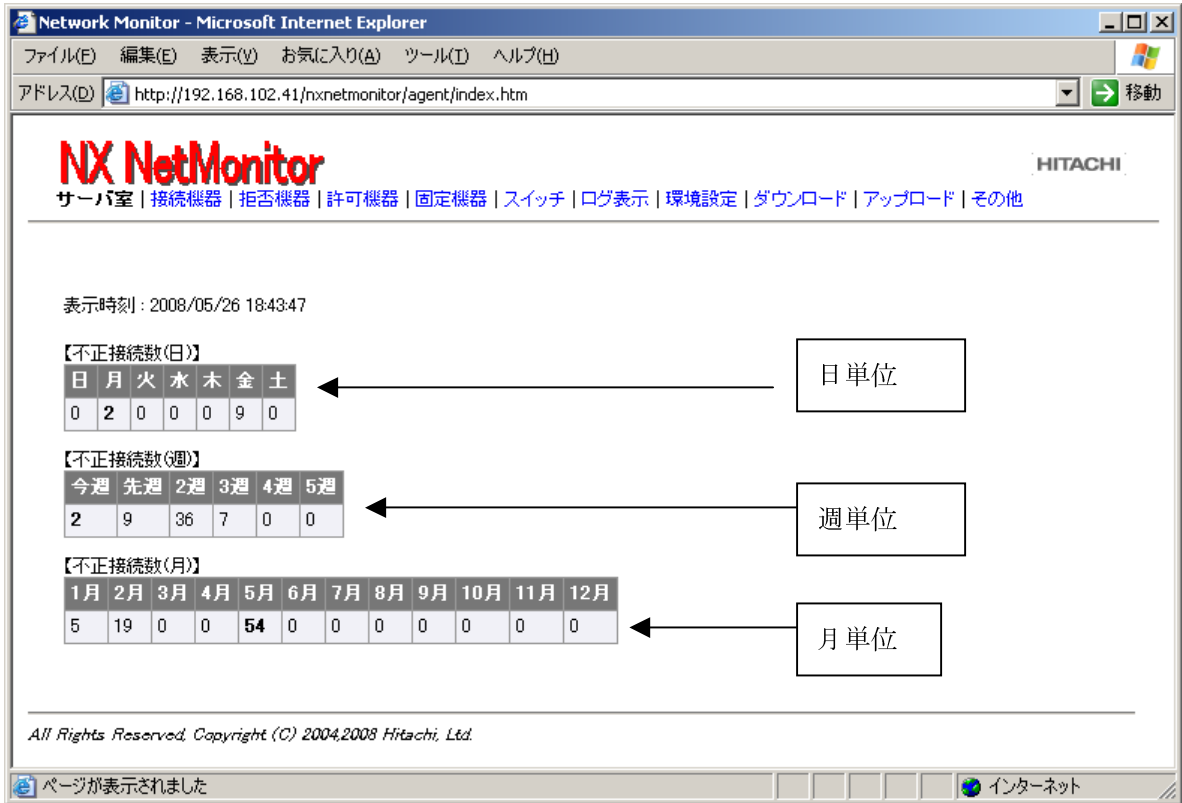 Network Monitor - Microsoft Internet Explorer
ファイル(F) 編集(E) 表示(V) お気に入り(A) ツール(T) ヘルプ(H)
アドレス(D) http://192.168.102.41/nxnetmonitor/agent/index.htm 移動
NX NetMonitor
HITACHI
サーバ室 | 接続機器 | 拒否機器 | 許可機器 | 固定機器 | スイッチ | ログ表示 | 環境設定 | ダウンロード | アップロード | その他
表示時刻 : 2008/05/26 18:43:47
【不正接続数(日)】
日 月 火 水 木 金 土
0 2 0 0 0 9 0
日単位
【不正接続数(週)】
今週 先週 2週 3週 4週 5週
2 9 36 7 0 0
週単位
【不正接続数(月)】
1月 2月 3月 4月 5月 6月 7月 8月 9月 10月 11月 12月
5 19 0 0 54 0 0 0 0 0 0 0
月単位
All Rights Reserved, Copyright (C) 2004,2008 Hitachi, Ltd.
ページが表示されました インターネット